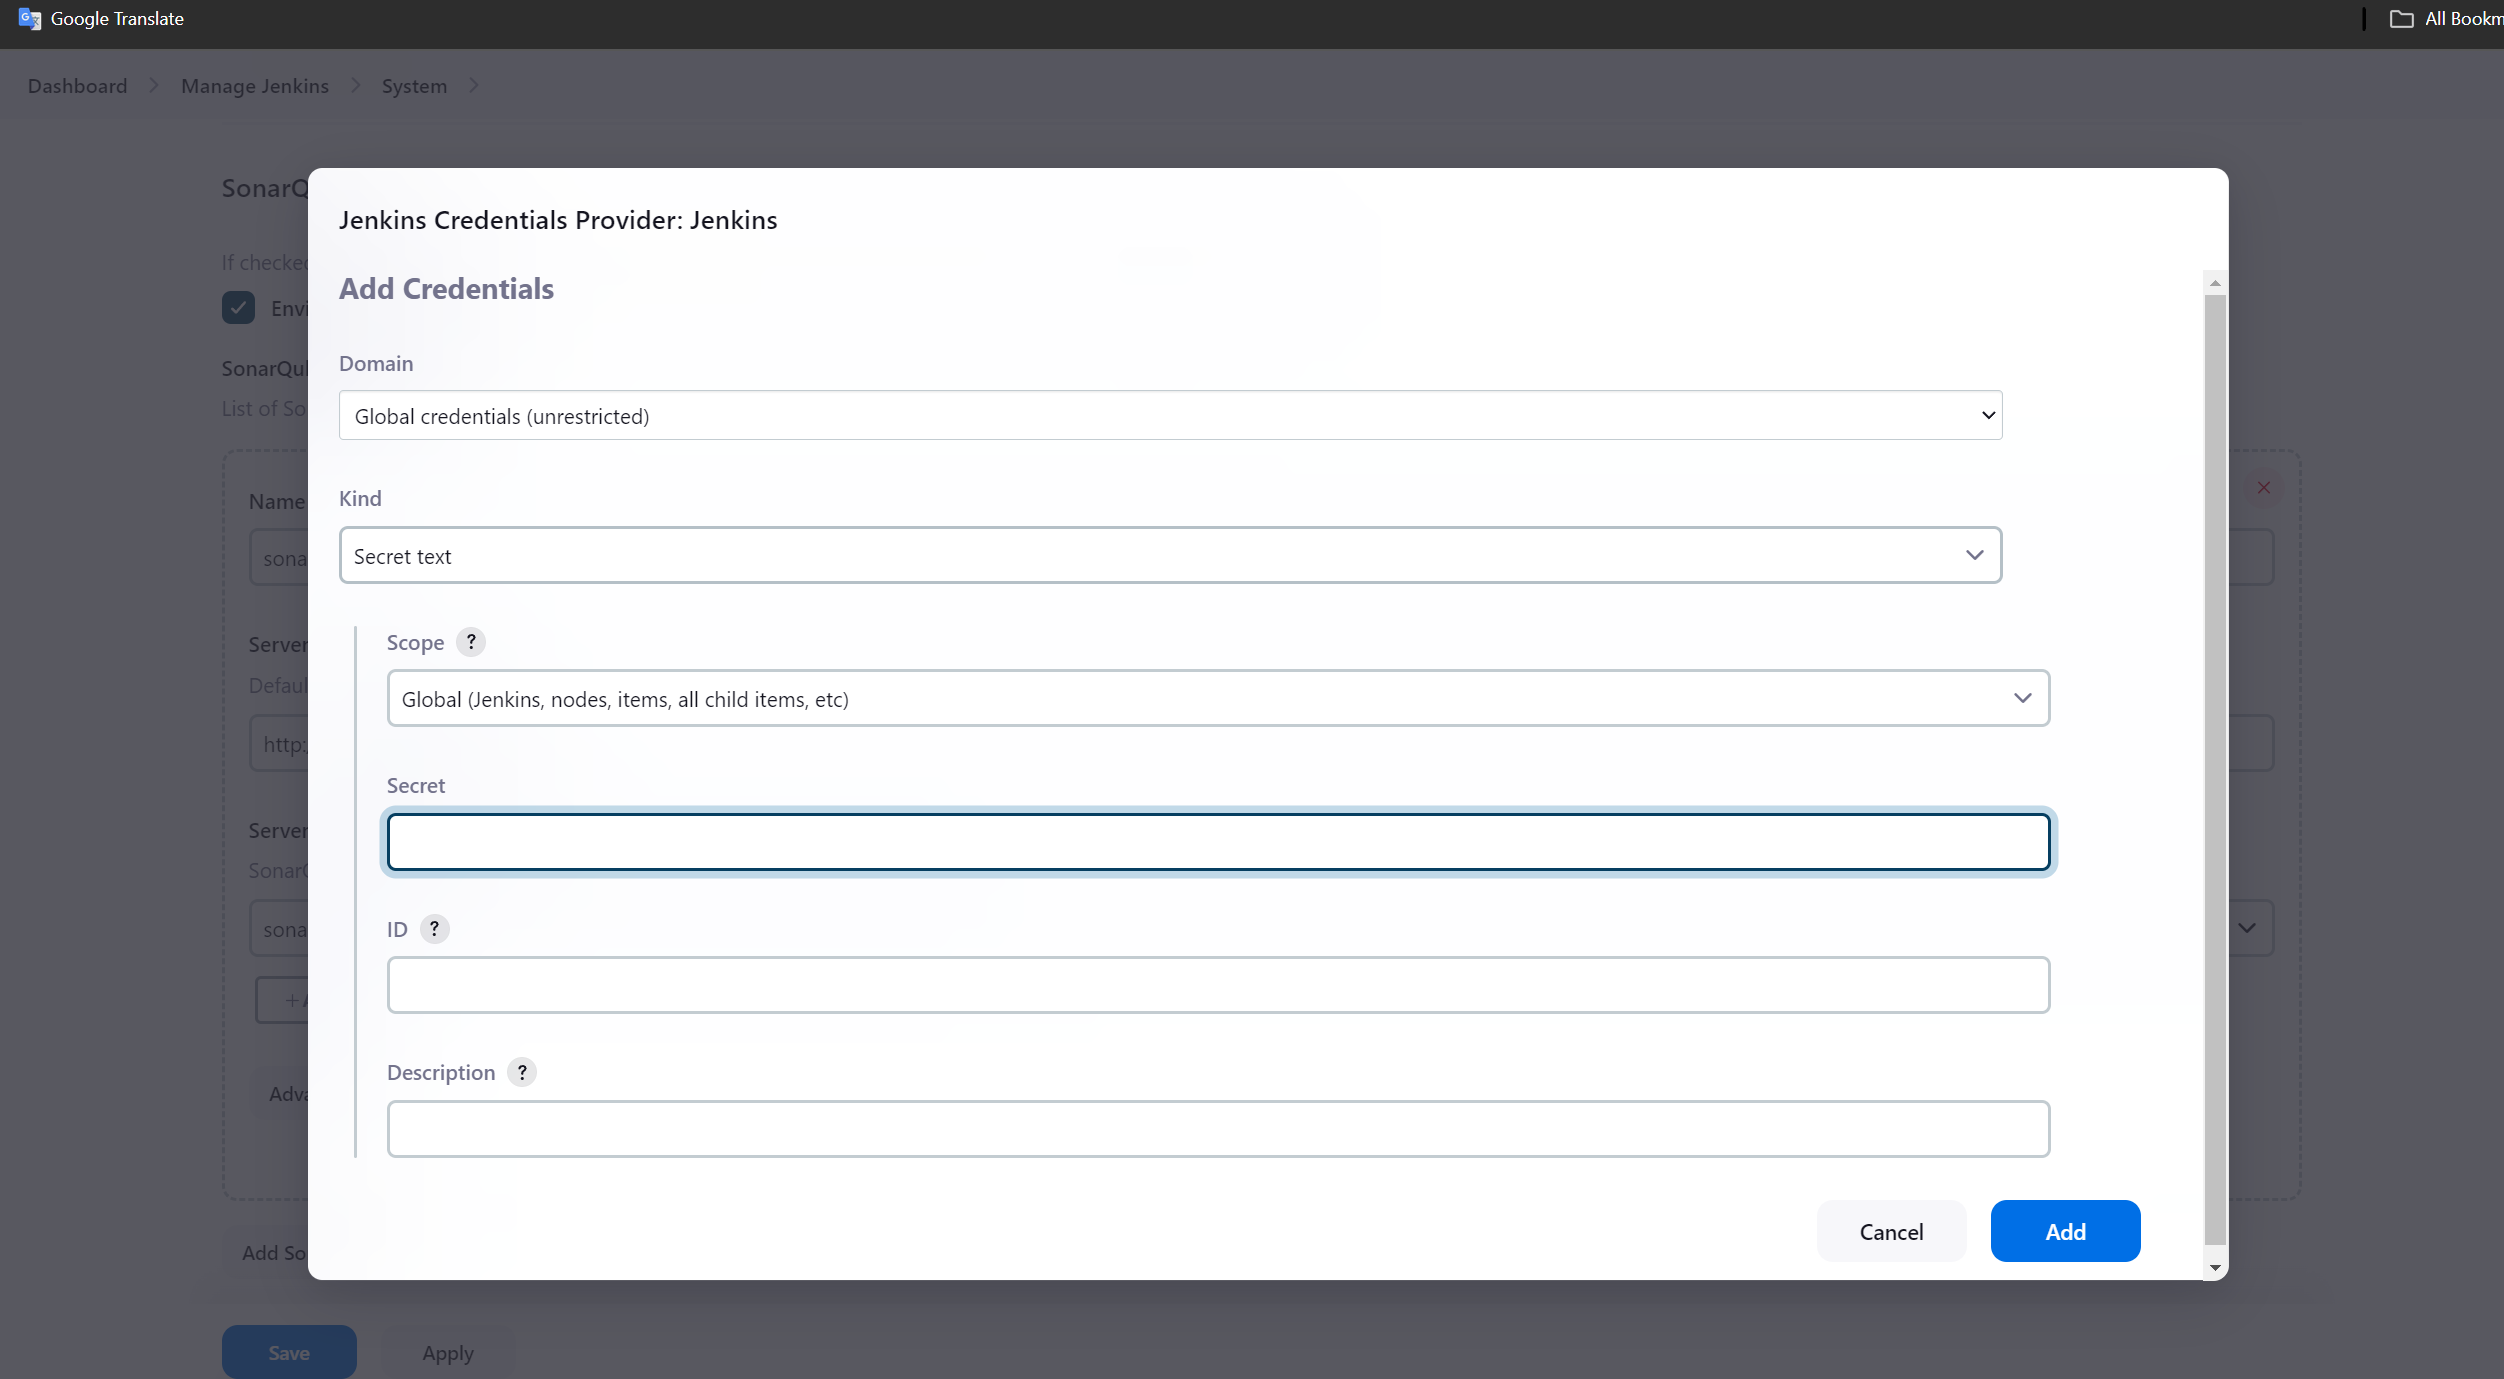 Google Translate
All Bookm
Dashboard
Manage Jenkins
System
SonarQ
If checked
Envi
SonarQu
List of So
Name
sona
Server
Defaul
http:
Server
SonarQ
sona
+A
Adva
Add So
Save
Apply
Jenkins Credentials Provider: Jenkins
Add Credentials
Domain
Global credentials (unrestricted)
Kind
Secret text
Scope ?
Global (Jenkins, nodes, items, all child items, etc)
Secret
ID ?
Description ?
Cancel
Add